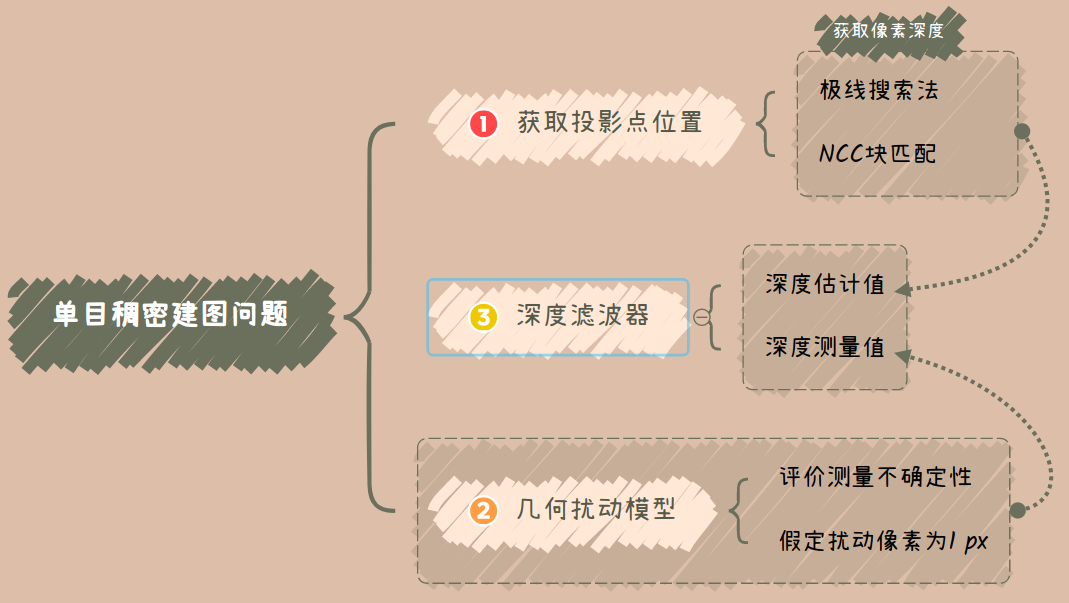 获取像素深度
极线搜索法
1 获取投影点位置
NCC块匹配
单目稠密建图问题
深度估计值
3 深度滤波器
深度测量值
评价测量不确定性
2 几何扰动模型
假定扰动像素为1 px